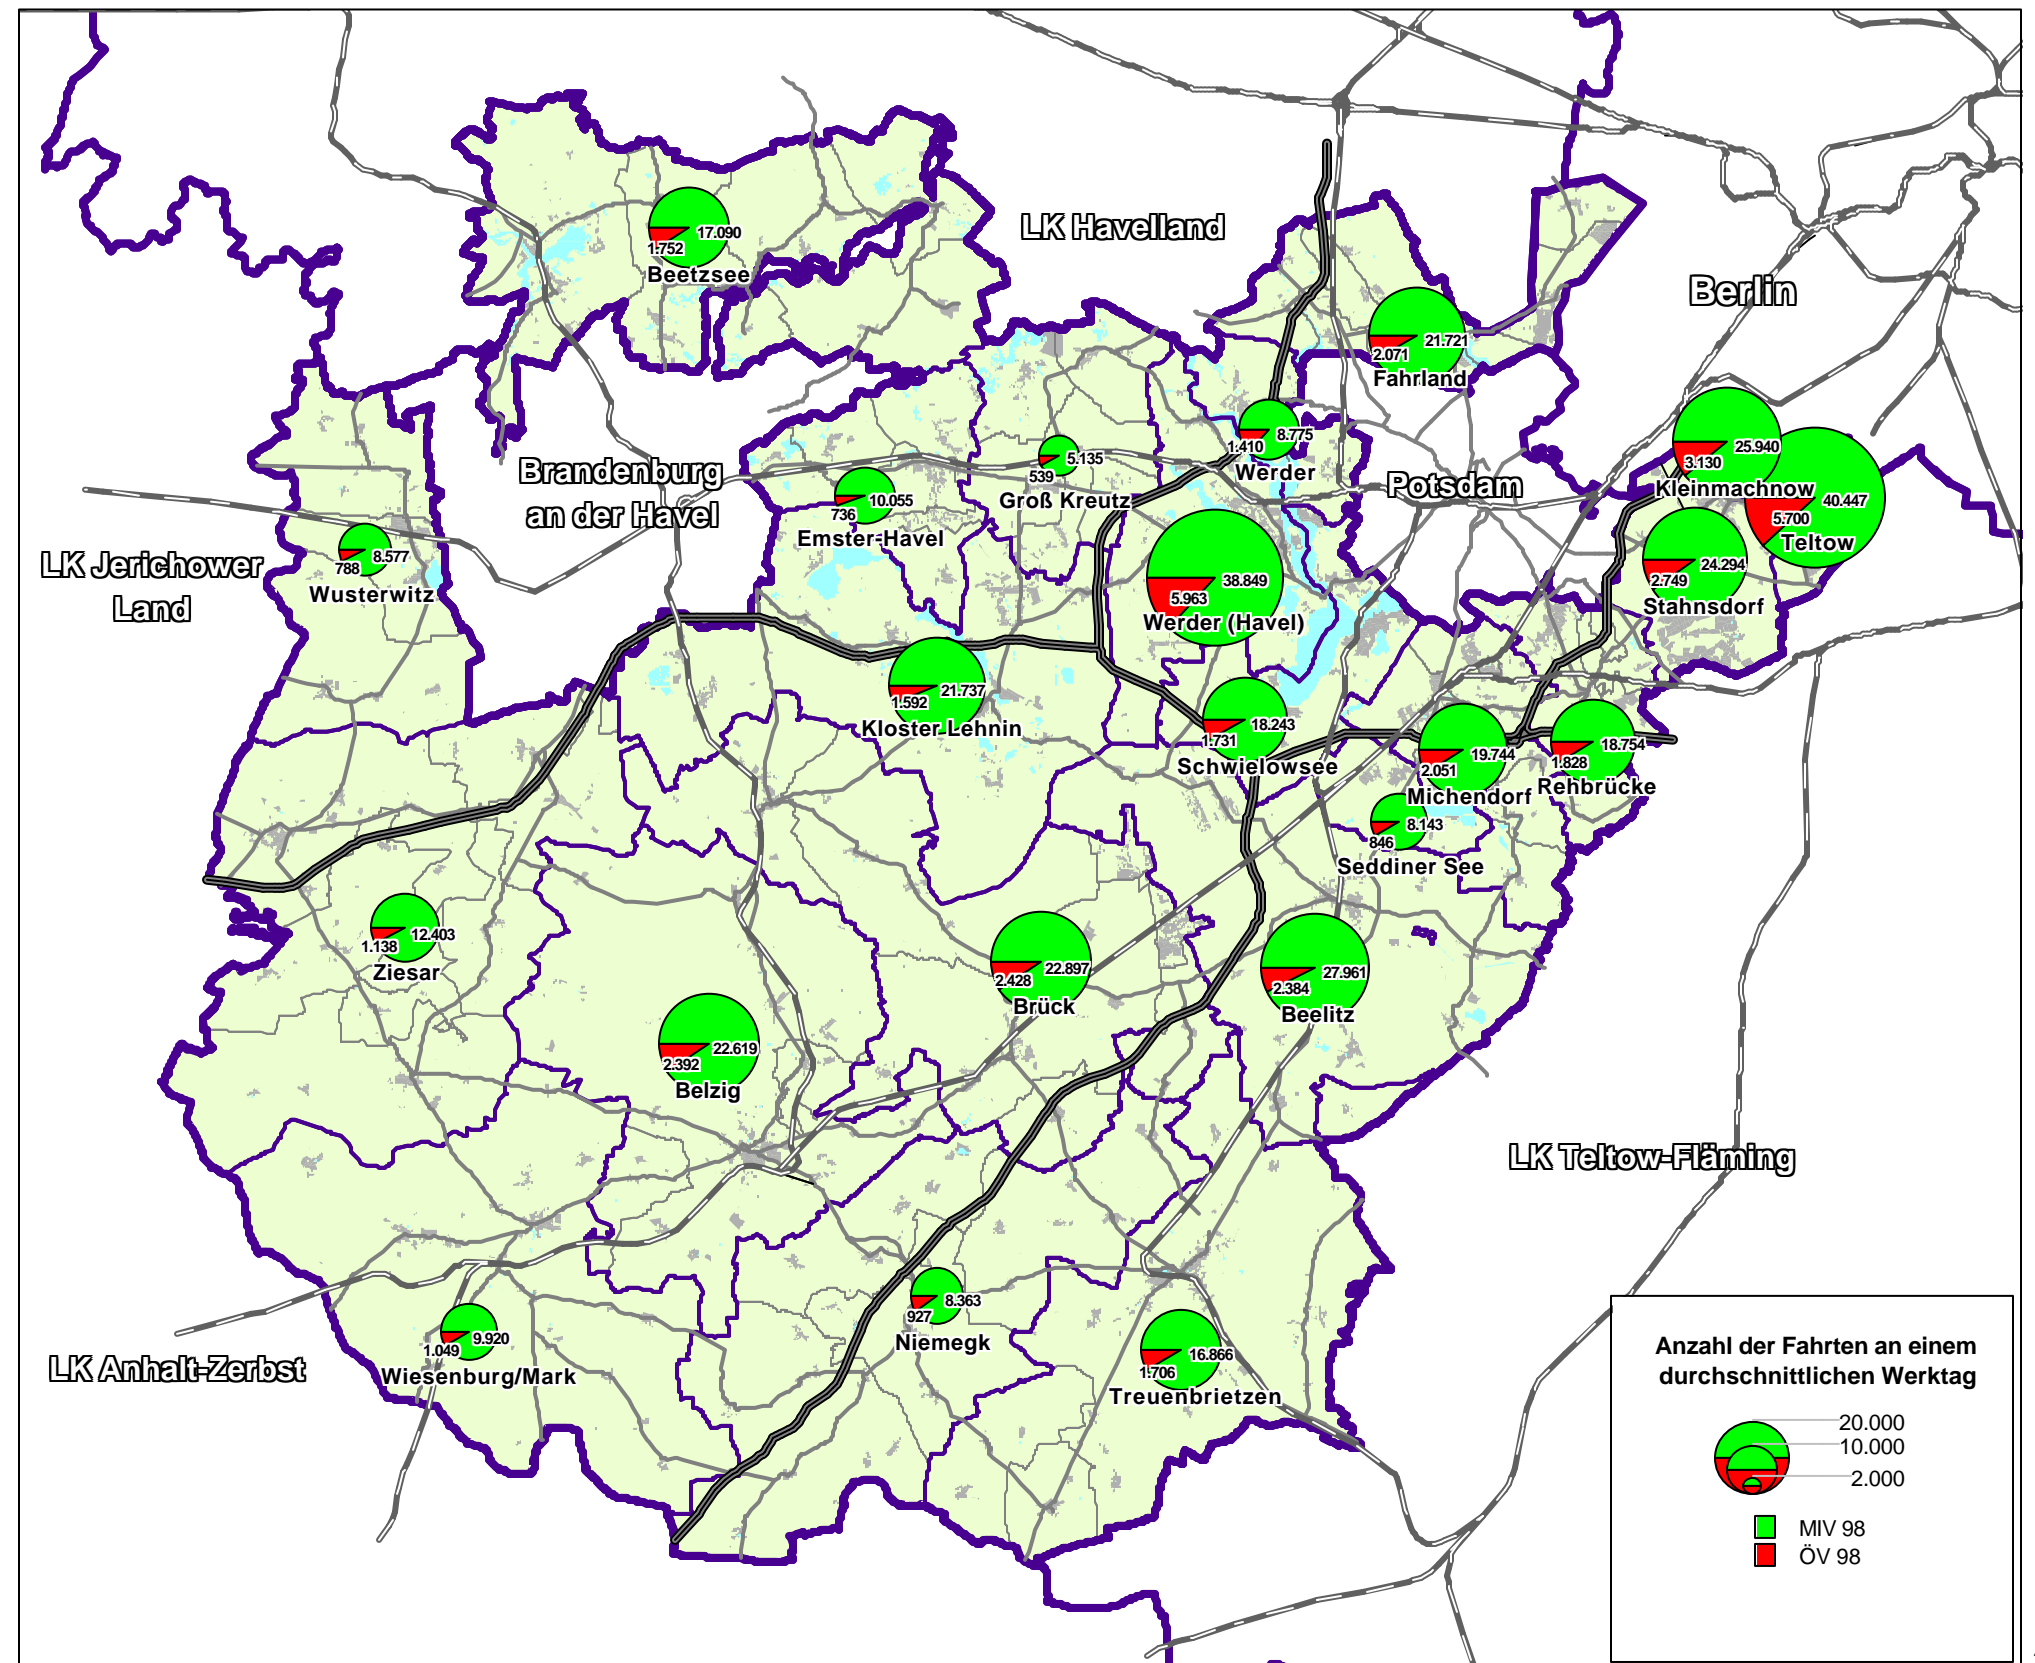 LK Havelland
17.090
1.752
Beetzsee
Berlin
21.721
2.071
Fahrland
8.775
1.410
Werder
25.940
3.130
Kleinmachnow
Brandenburg
an der Havel
5.135
539
Groß Kreutz
Potsdam
10.055
736
Emster-Havel
40.447
5.700
Teltow
LK Jerichower
Land
8.577
788
Wusterwitz
38.849
5.963
Werder (Havel)
24.294
2.749
Stahnsdorf
21.737
1.592
Kloster Lehnin
18.243
1.731
Schwielowsee
19.744
2.051
Michendorf
18.754
1.828
Rehbrücke
8.143
846
Seddiner See
12.403
1.138
Ziesar
22.897
2.428
Brück
27.961
2.384
Beelitz
22.619
2.392
Belzig
LK Teltow-Fläming
8.363
927
Niemegk
9.920
1.049
Wiesenburg/Mark
16.866
1.706
Treuenbrietzen
LK Anhalt-Zerbst
Anzahl der Fahrten an einem
durchschnittlichen Werktag
20.000
10.000
2.000
MIV 98
ÖV 98